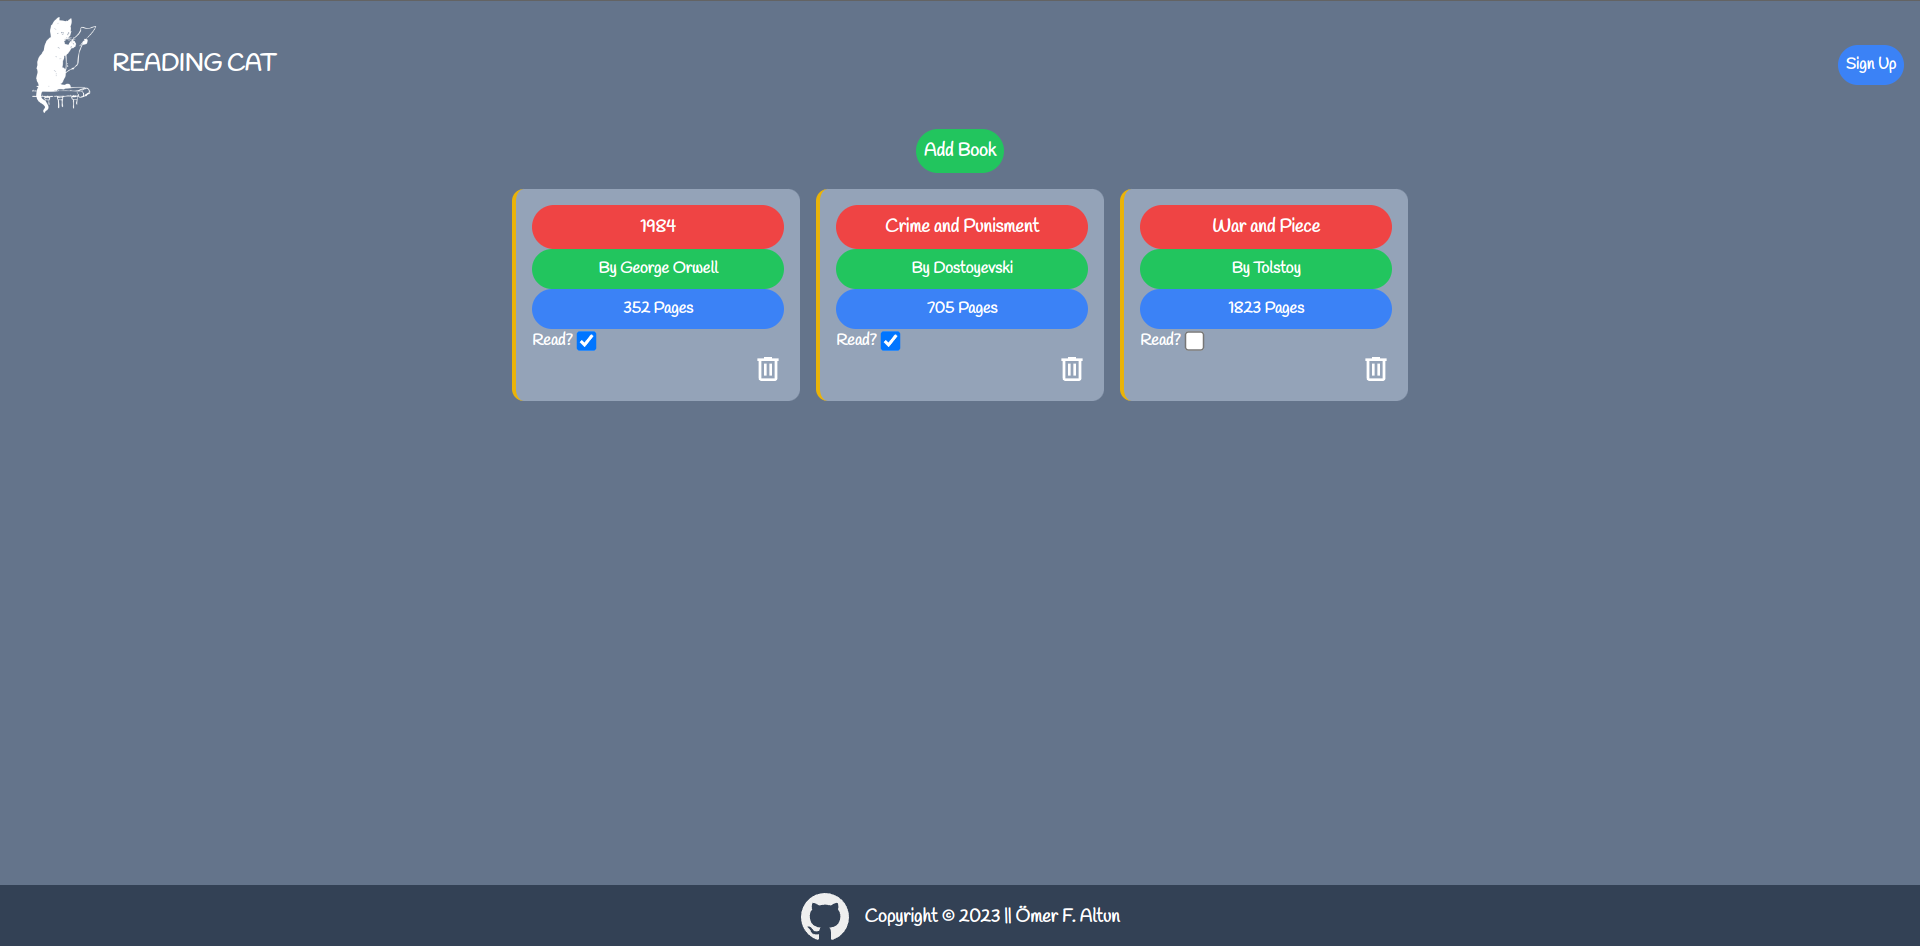 READING CAT
Sign Up
Add Book
1984
By George Orwell
352 Pages
Read?
Crime and Punisment
By Dostoyevski
705 Pages
Read?
War and Piece
By Tolstoy
1823 Pages
Read?
Copyright © 2023 || Ömer F. Altun